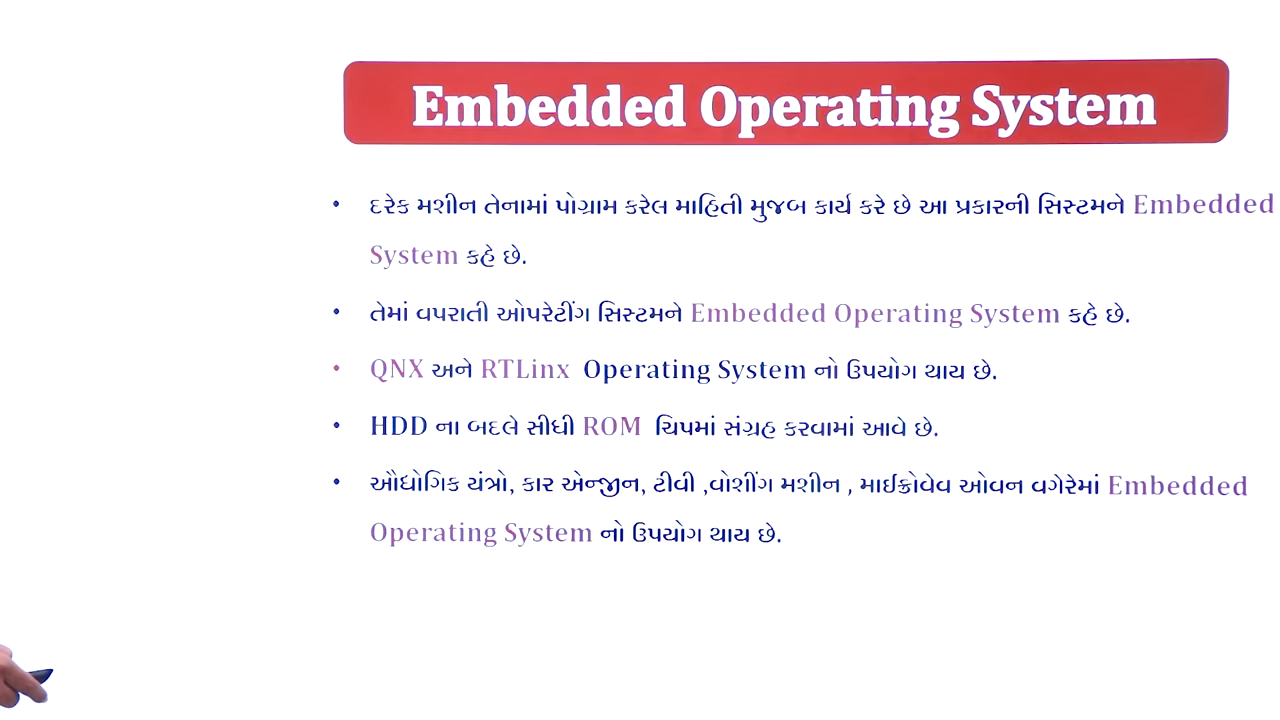 Embedded Operating System
• દરેક મશીન તેનામાં પોગ્રામ કરેલ માહિતી મુજબ કાર્ય કરે છે આ પ્રકારની સિસ્ટમને Embedded
System કહે છે.
• તેમાં વપરાતી ઓપરેટીંગ સિસ્ટમને Embedded Operating System કહે છે.
• QNX અને RTLinx Operating System નો ઉપયોગ થાય છે.
• HDD ના બદલે સીધી ROM ચિપમાં સંગ્રહ કરવામાં આવે છે.
• ઔધોગિક યંત્રો, કાર એન્જીન, ટીવી ,વોશીંગ મશીન , માઈક્રોવેવ ઓવન વગેરેમાં Embedded
Operating System નો ઉપયોગ થાય છે.